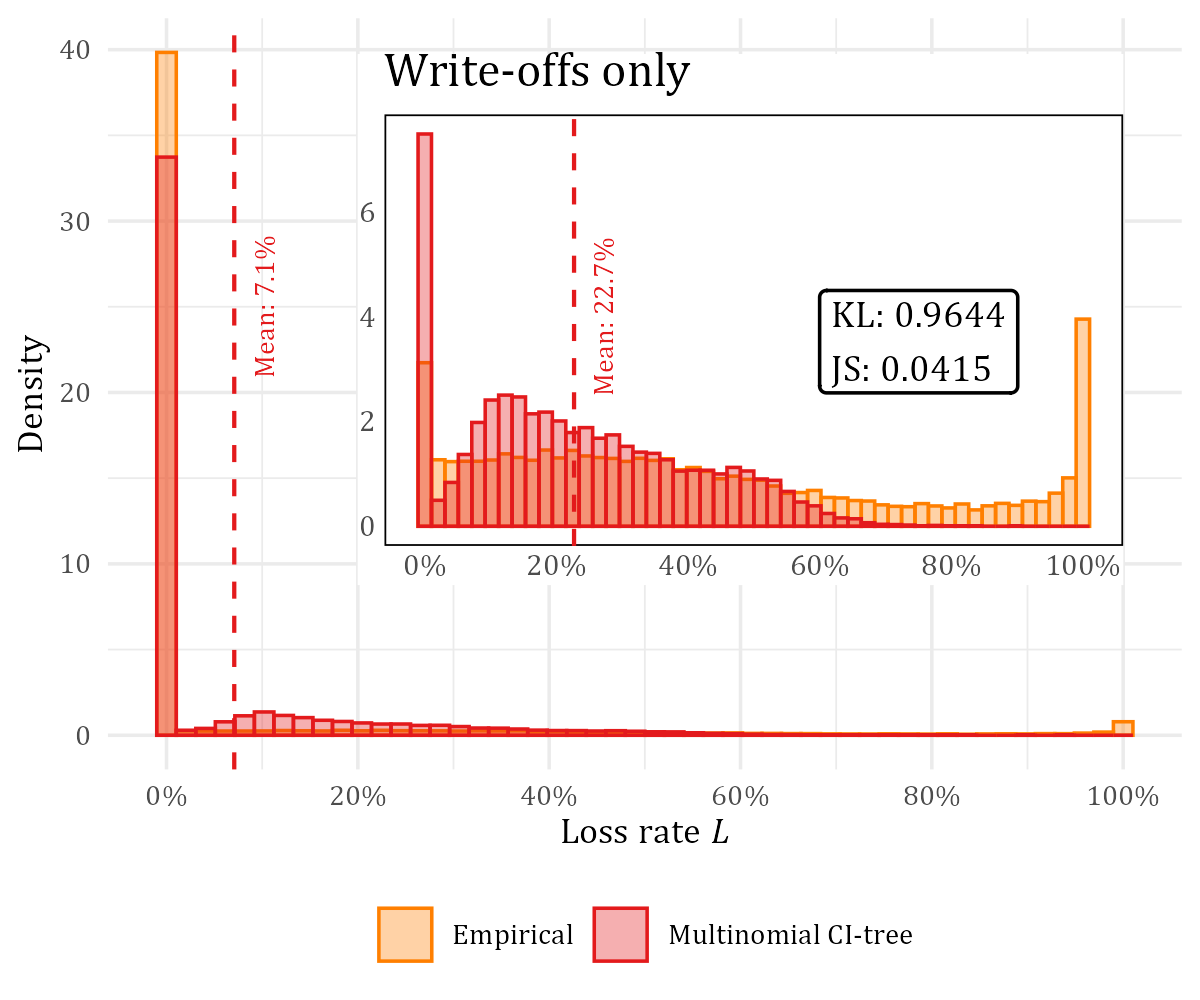 Write-offs only
40
30
20
10
0
Density
Mean: 7.1%
6
4
2
0
Mean: 22.7%
KL: 0.9644
JS: 0.0415
0% 20% 40% 60% 80% 100%
0% 20% 40% 60% 80% 100%
Loss rate L
Empirical Multinomial CI-tree